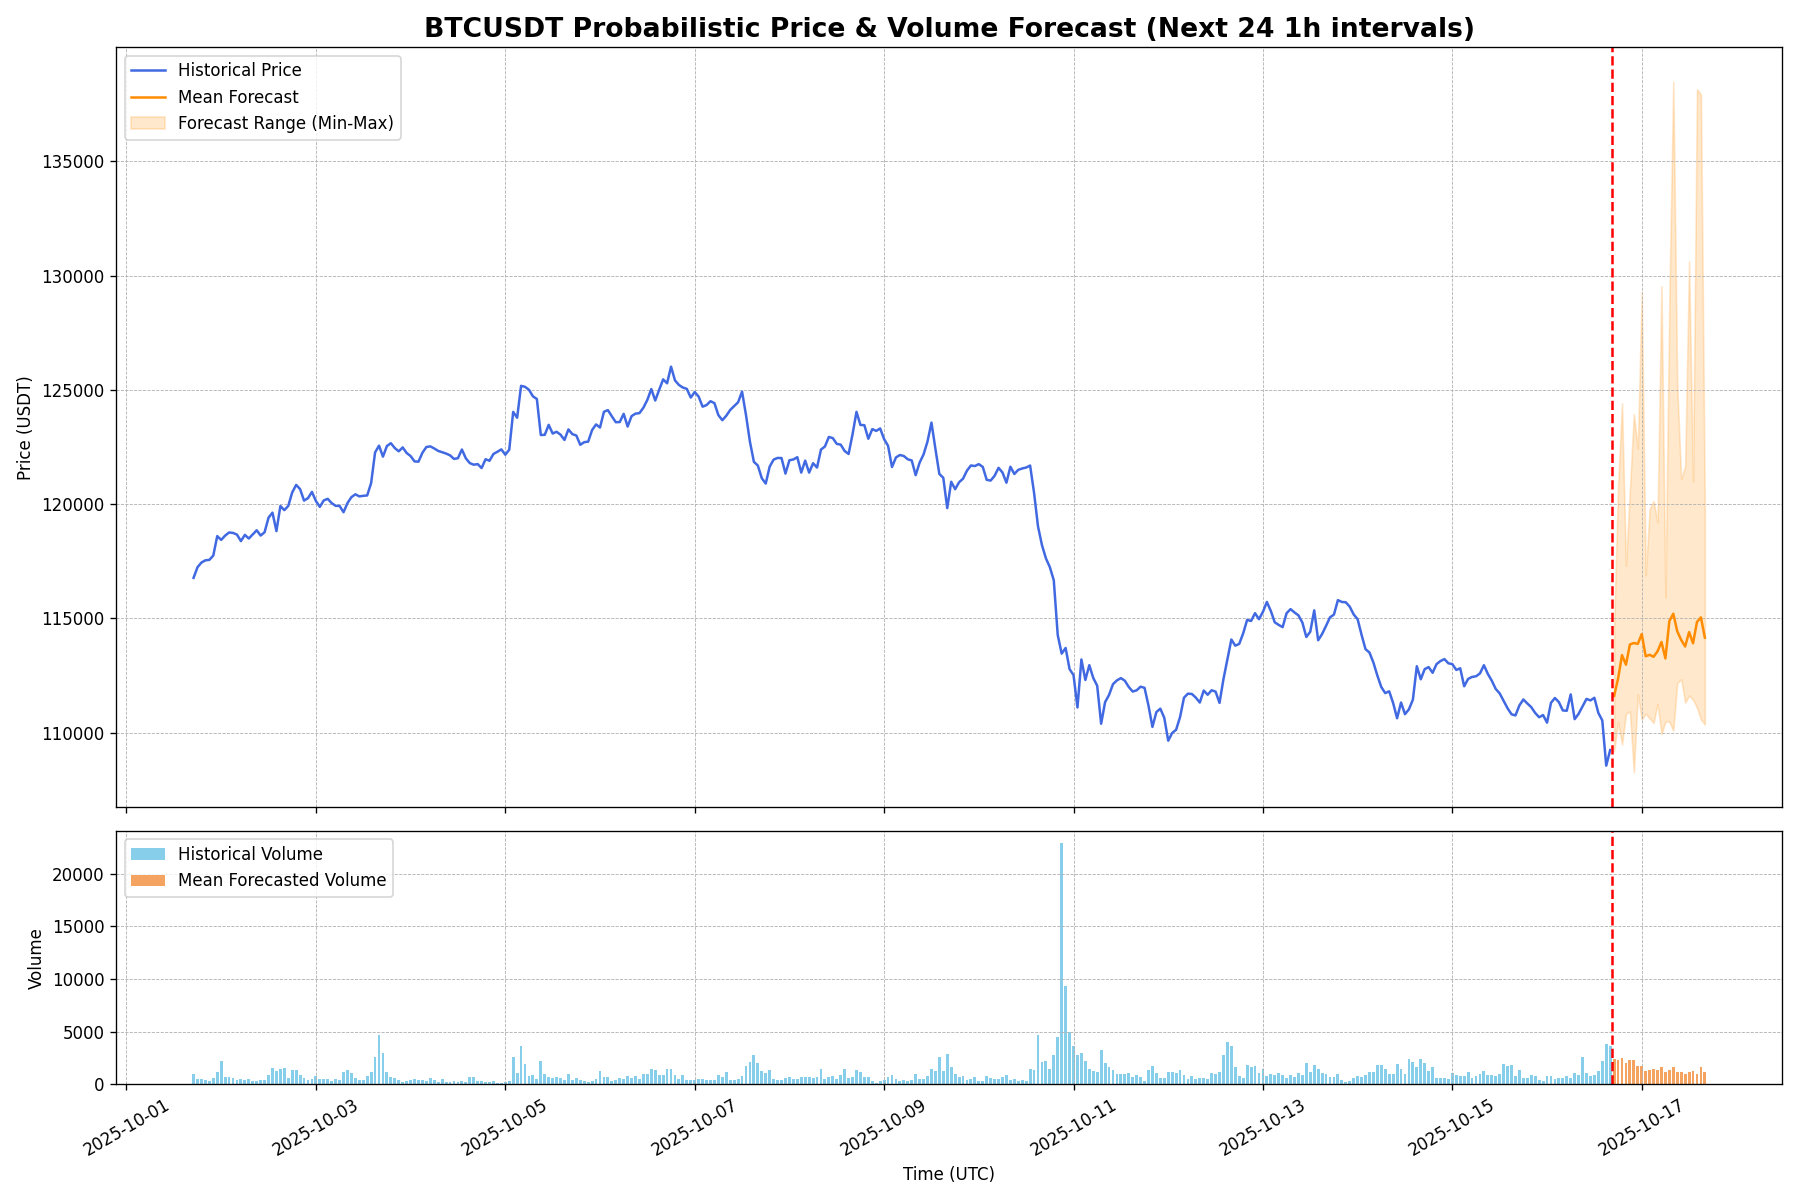 BTCUSDT Probabilistic Price & Volume Forecast (Next 24 1h intervals)
Historical Price
Mean Forecast
Forecast Range (Min-Max)
135000
130000
125000
120000
115000
110000
Price (USDT)
Historical Volume
Mean Forecasted Volume
20000
15000
10000
5000
0
Volume
2025-10-01
2025-10-03
2025-10-05
2025-10-07
2025-10-09
2025-10-11
2025-10-13
2025-10-15
2025-10-17
Time (UTC)